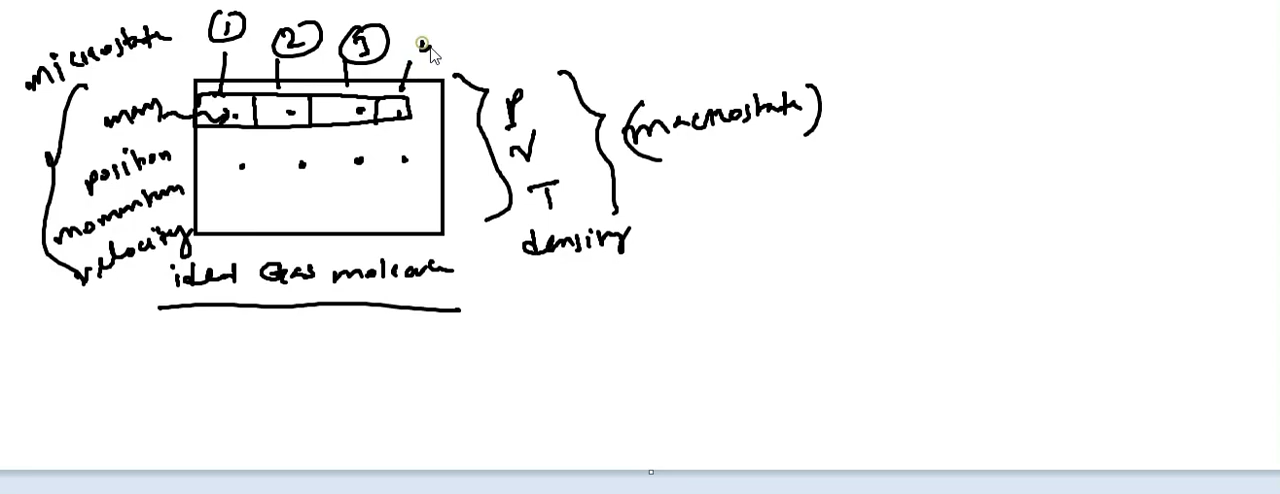 microstate
1
2
3
mass
position
momentum
velocity
P
V
T
density
(macrostate)
ideal Gas molecule